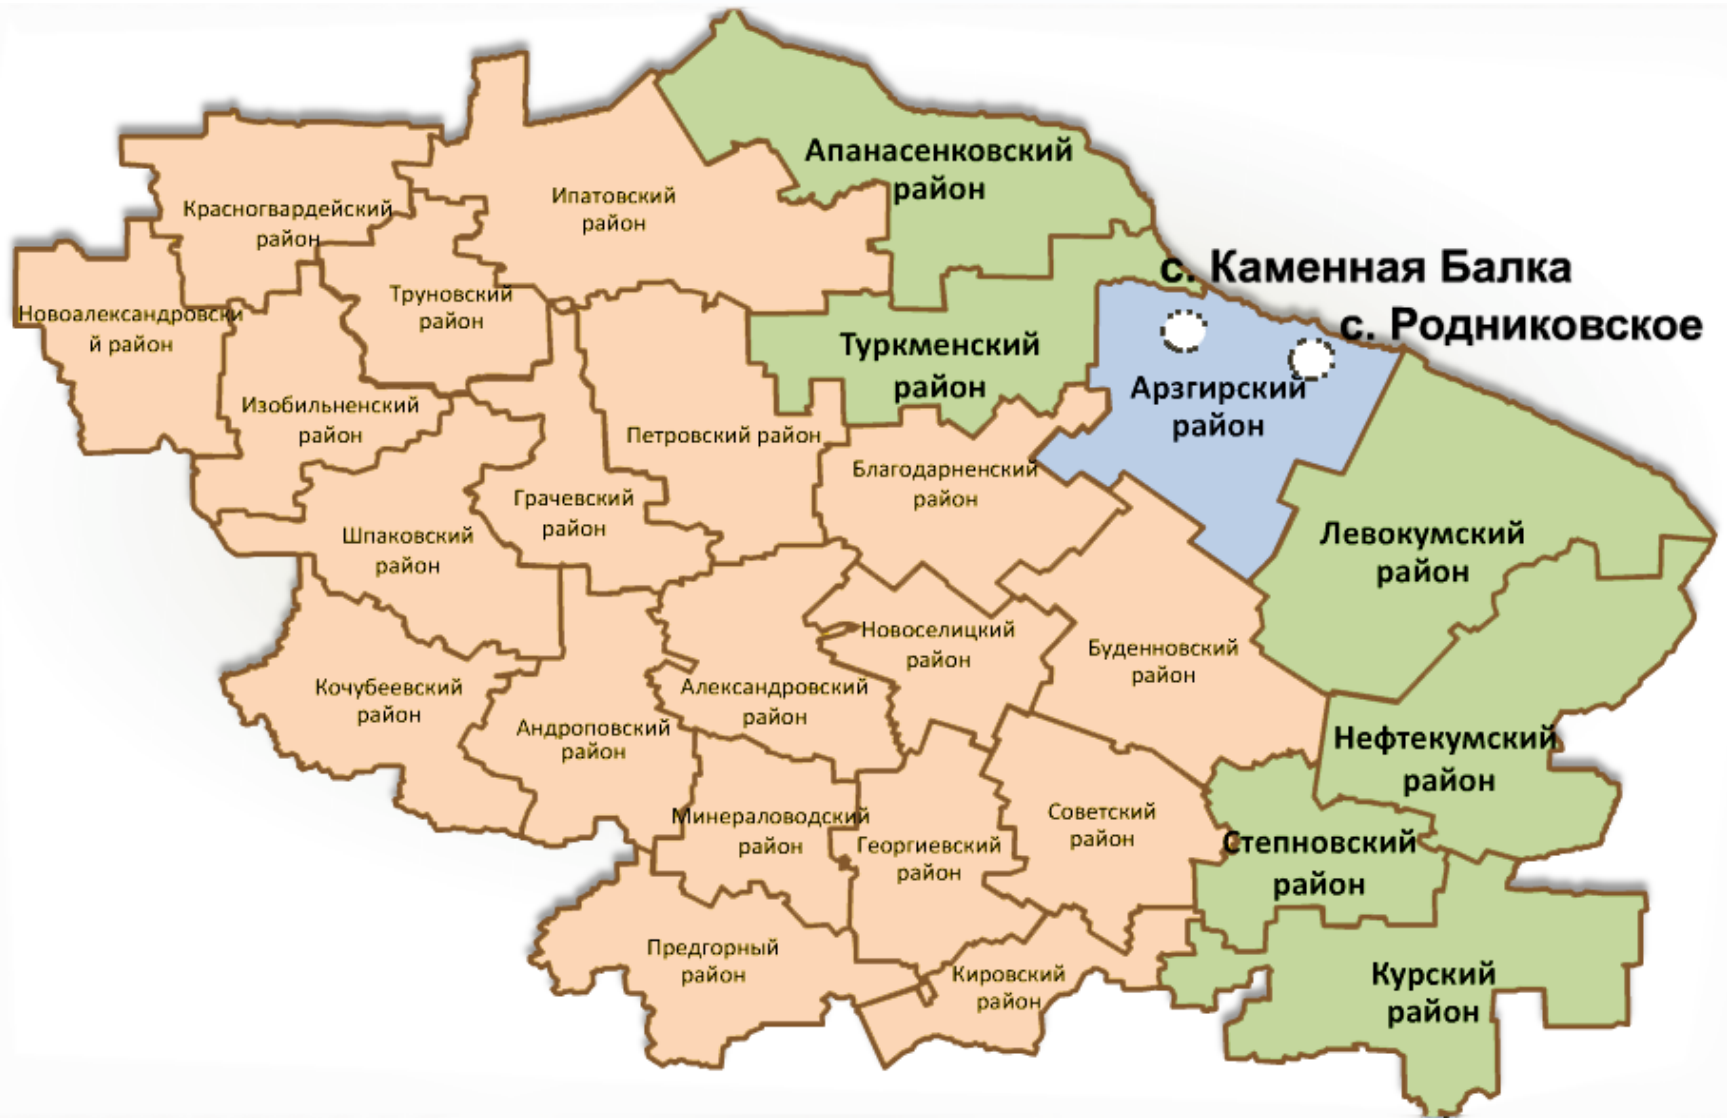 Апанасенковский
район
Ипатовский
район
Красногвардейский
район
с. Каменная Балка
с. Родниковское
Труновский
район
Новоалександровски
й район
Туркменский
район
Арзгирский
район
Изобильненский
район
Петровский район
Благодарненский
район
Грачевский
район
Шпаковский
район
Левокумский
район
Новоселицкий
район
Буденновский
район
Кочубеевский
район
Александровский
район
Андроповский
район
Нефтекумский
район
Минераловодский
район
Георгиевский
район
Советский
район
Степновский
район
Предгорный
район
Кировский
район
Курский
район